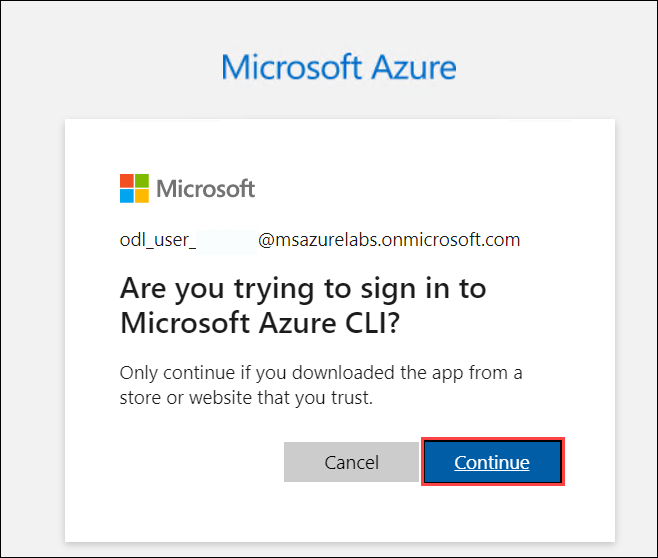 Microsoft Azure
Microsoft
odl_user_ @msazurelabs.onmicrosoft.com
Are you trying to sign in to
Microsoft Azure CLI?
Only continue if you downloaded the app from a
store or website that you trust.
Cancel Continue